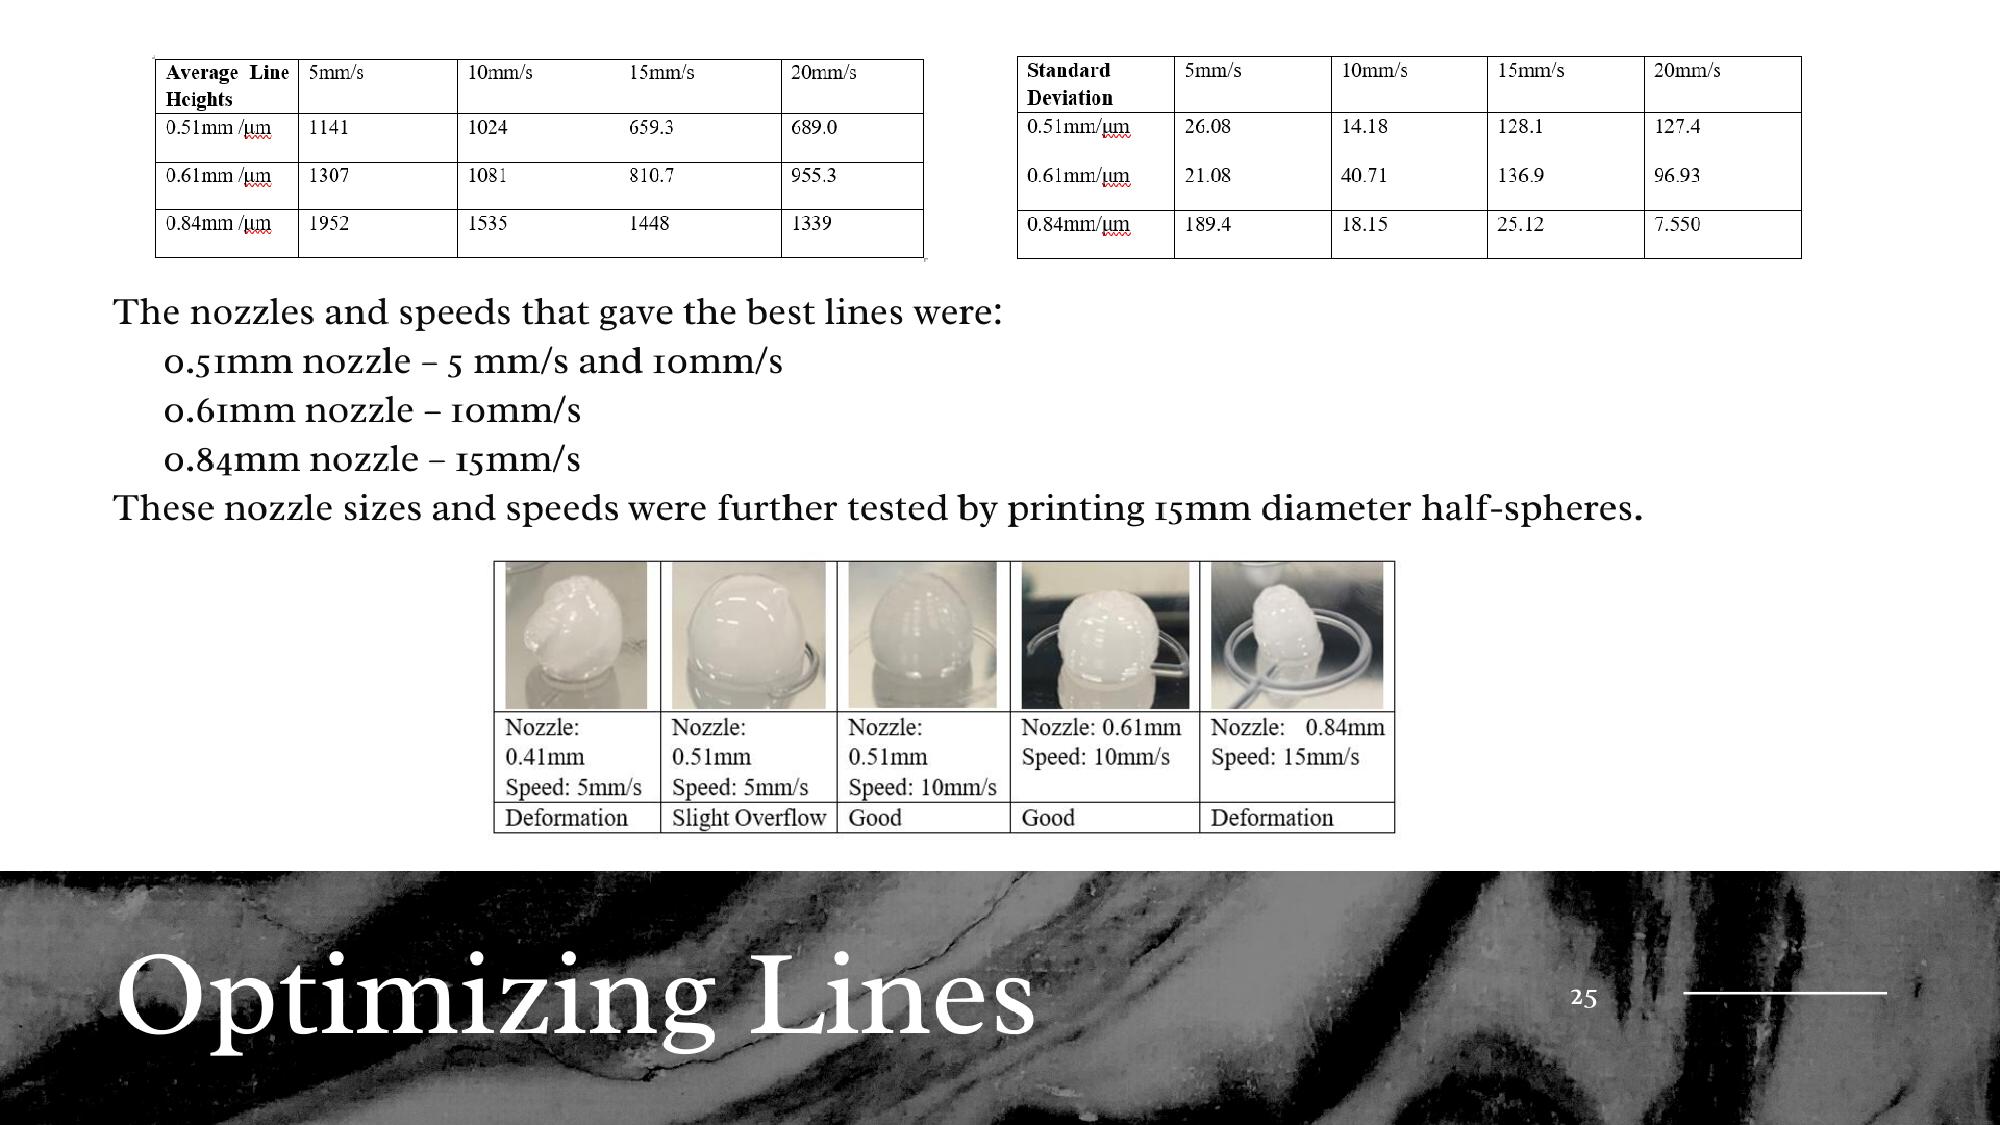 Average Line Heights 5mm/s 10mm/s 15mm/s 20mm/s
0.51mm /µm 1141 1024 659.3 689.0
0.61mm /µm 1307 1081 810.7 955.3
0.84mm /µm 1952 1535 1448 1339
Standard Deviation 5mm/s 10mm/s 15mm/s 20mm/s
0.51mm/µm 26.08 14.18 128.1 127.4
0.61mm/µm 21.08 40.71 136.9 96.93
0.84mm/µm 189.4 18.15 25.12 7.550
The nozzles and speeds that gave the best lines were:
0.51mm nozzle – 5 mm/s and 10mm/s
0.61mm nozzle – 10mm/s
0.84mm nozzle – 15mm/s
These nozzle sizes and speeds were further tested by printing 15mm diameter half-spheres.
Nozzle: 0.41mm Speed: 5mm/s
Nozzle: 0.51mm Speed: 5mm/s
Nozzle: 0.51mm Speed: 10mm/s
Nozzle: 0.61mm Speed: 10mm/s
Nozzle: 0.84mm Speed: 15mm/s
Deformation Slight Overflow Good Good Deformation
Optimizing Lines
25